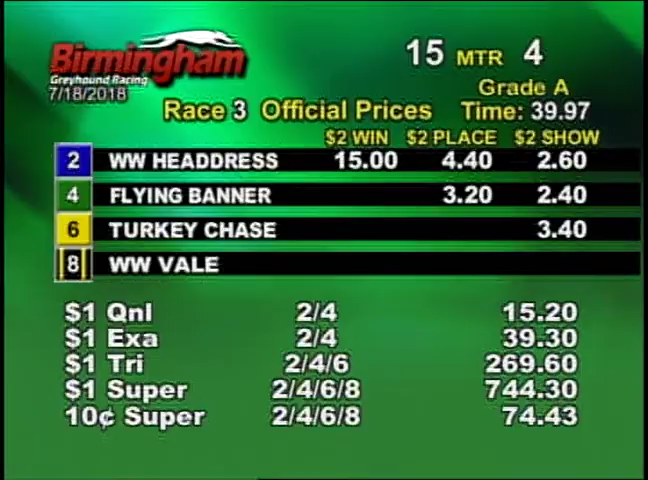 Birmingham
Greyhound Racing
7/18/2018
15 MTR 4
Grade A
Race 3 Official Prices Time: 39.97
$2 WIN $2 PLACE $2 SHOW
2 WW HEADDRESS 15.00 4.40 2.60
4 FLYING BANNER 3.20 2.40
6 TURKEY CHASE 3.40
8 WW VALE
$1 Qnl 2/4 15.20
$1 Exa 2/4 39.30
$1 Tri 2/4/6 269.60
$1 Super 2/4/6/8 744.30
10¢ Super 2/4/6/8 74.43